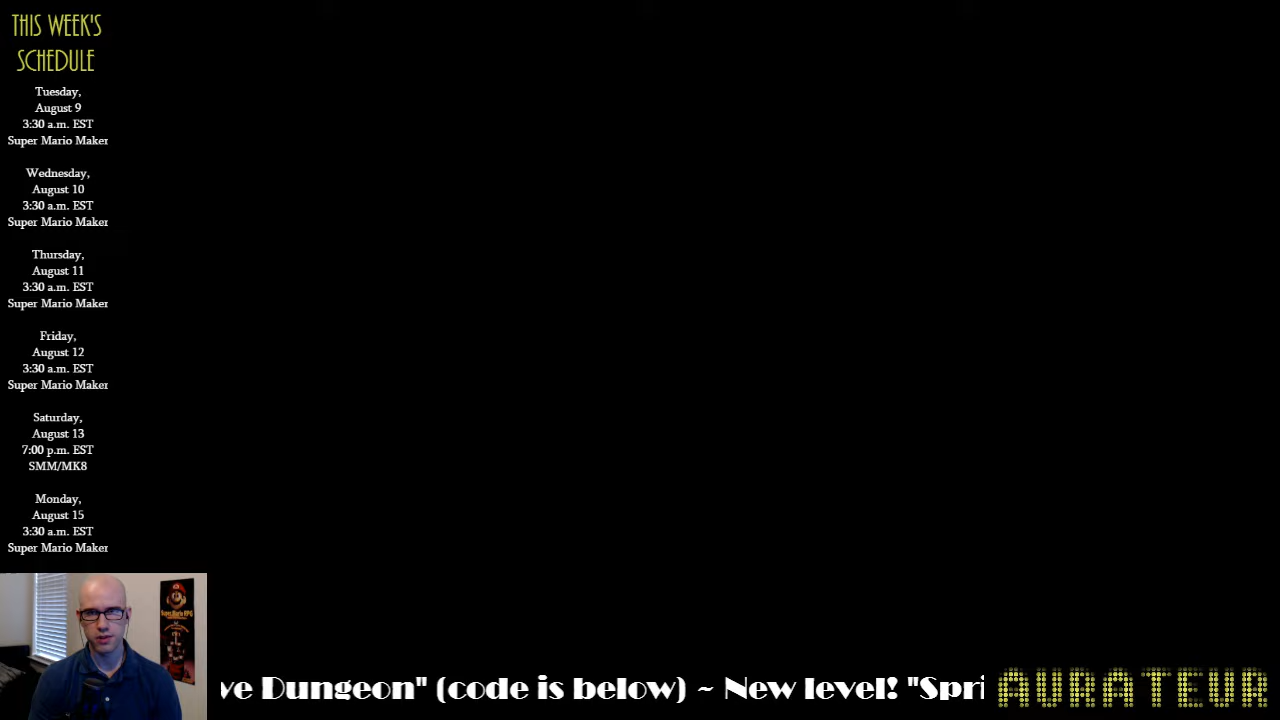 THIS WEEK'S
SCHEDULE
Tuesday,
August 9
3:30 a.m. EST
Super Mario Maker
Wednesday,
August 10
3:30 a.m. EST
Super Mario Maker
Thursday,
August 11
3:30 a.m. EST
Super Mario Maker
Friday,
August 12
3:30 a.m. EST
Super Mario Maker
Saturday,
August 13
7:00 p.m. EST
SMM/MK8
Monday,
August 15
3:30 a.m. EST
Super Mario Maker
Super Mario RPG
ve Dungeon" (code is below) ~ New level! "Spri
AURATEUR